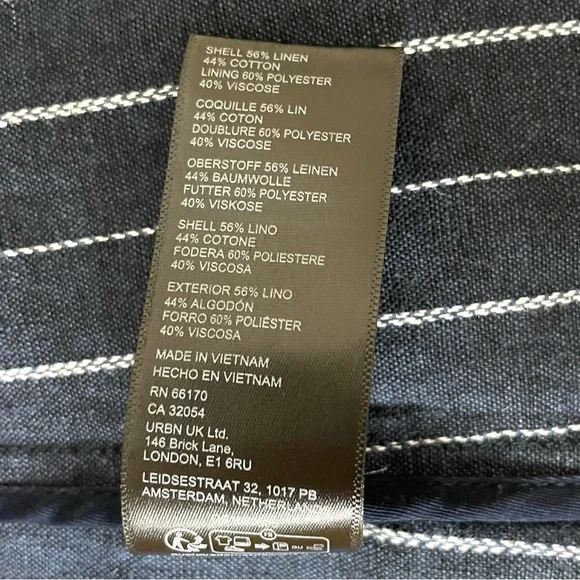 SHELL 56% LINEN
44% COTTON
LINING 60% POLYESTER
40% VISCOSE
COQUILLE 56% LIN
44% COTON
DOUBLURE 60% POLYESTER
40% VISCOSE
OBERSTOFF 56% LEINEN
44% BAUMWOLLE
FUTTER 60% POLYESTER
40% VISKOSE
SHELL 56% LINO
44% COTONE
FODERA 60% POLIESTERE
40% VISCOSA
EXTERIOR 56% LINO
44% ALGODÓN
FORRO 60% POLIÉSTER
40% VISCOSA
MADE IN VIETNAM
HECHO EN VIETNAM
RN 66170
CA 32054
URBN UK Ltd.
146 Brick Lane,
LONDON, E1 6RU
LEIDSESTRAAT 32, 1017 PB
AMSTERDAM,
FR
OU